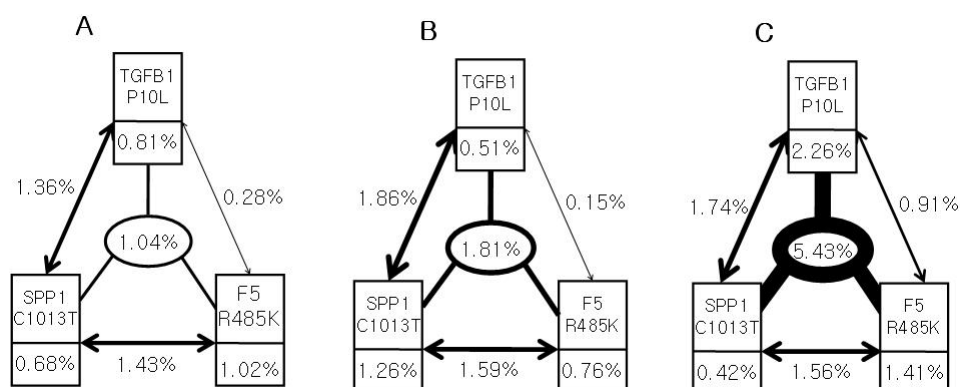 A
TGFB1
P10L
0.81%
1.36%
0.28%
1.04%
SPP1
C1013T
0.68%
1.43%
F5
R485K
1.02%
B
TGFB1
P10L
0.51%
1.86%
0.15%
1.81%
SPP1
C1013T
1.26%
1.59%
F5
R485K
0.76%
C
TGFB1
P10L
2.26%
1.74%
0.91%
5.43%
SPP1
C1013T
0.42%
1.56%
F5
R485K
1.41%